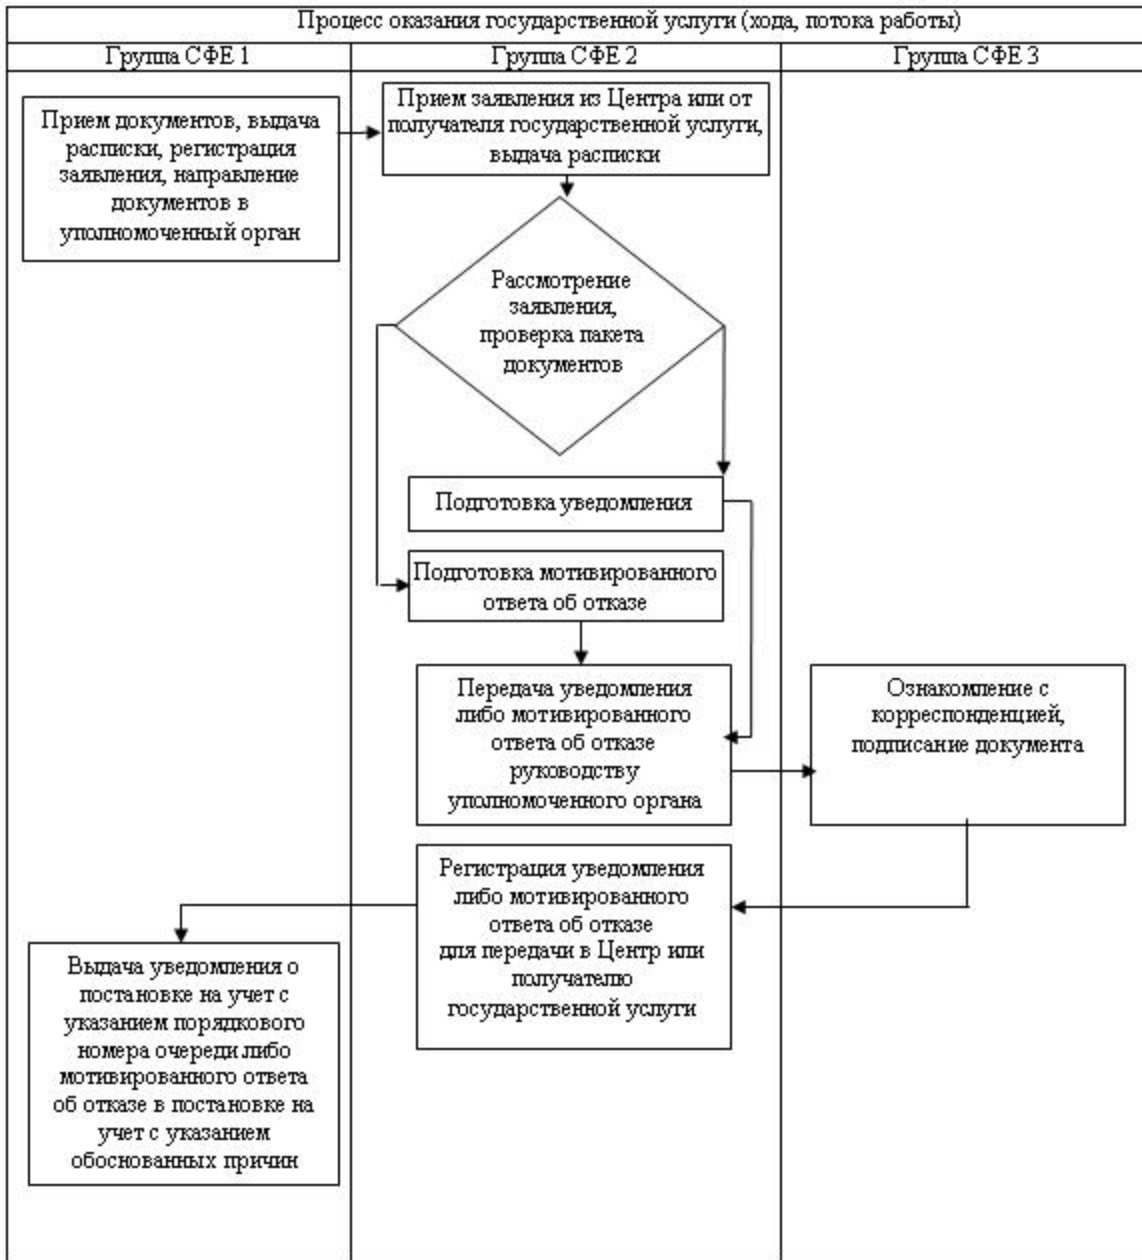 Процесс оказания государственной услуги (хода, потока работы)
Группа СФЕ 1
Группа СФЕ 2
Группа СФЕ 3
Прием документов, выдача
расписки, регистрация
заявления, направление
документов в
уполномоченный орган
Прием заявления из Центра или от
получателя государственной услуги,
выдача расписки
Рассмотрение
заявления,
проверка пакета
документов
Подготовка уведомления
Подготовка мотивированного
ответа об отказе
Передача уведомления
либо мотивированного
ответа об отказе
руководству
уполномоченного органа
Ознакомление с
корреспонденцией,
подписание документа
Регистрация уведомления
либо мотивированного
ответа об отказе
для передачи в Центр или
получателю
государственной услуги
Выдача уведомления о
постановке на учет с
указанием порядкового
номера очереди либо
мотивированного ответа
об отказе в постановке на
учет с указанием
обоснованных причин